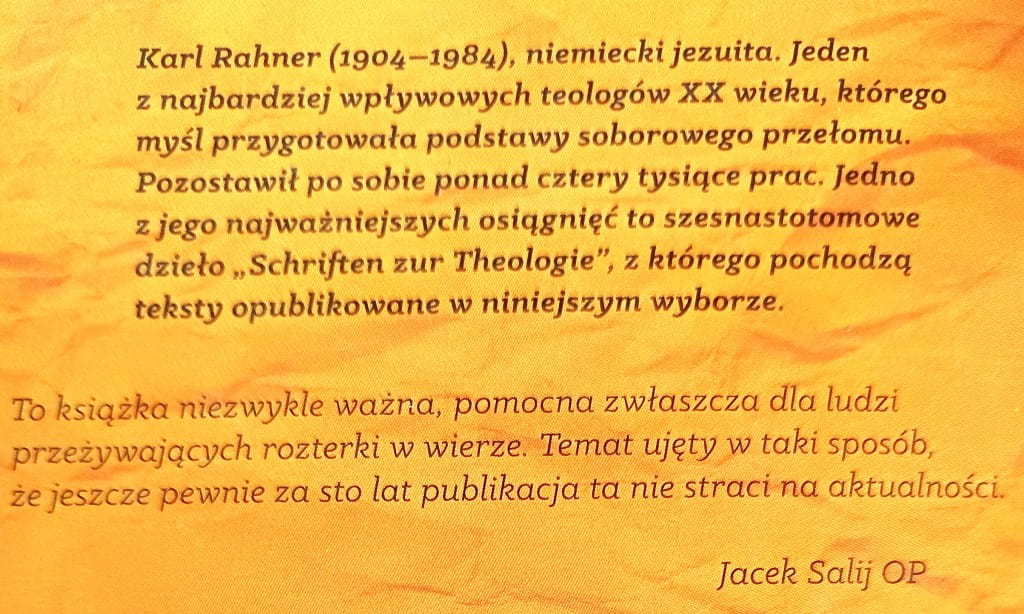 Karl Rahner (1904–1984), niemiecki jezuita. Jeden
z najbardziej wpływowych teologów XX wieku, którego
myśl przygotowała podstawy soborowego przełomu.
Pozostawił po sobie ponad cztery tysiące prac. Jedno
z jego najważniejszych osiągnięć to szesnastotomowe
dzieło „Schriften zur Theologie”, z którego pochodzą
teksty opublikowane w niniejszym wyborze.
To książka niezwykle ważna, pomocna zwłaszcza dla ludzi
przeżywających rozterki w wierze. Temat ujęty w taki sposób,
że jeszcze pewnie za sto lat publikacja ta nie straci na aktualności.
Jacek Salij OP